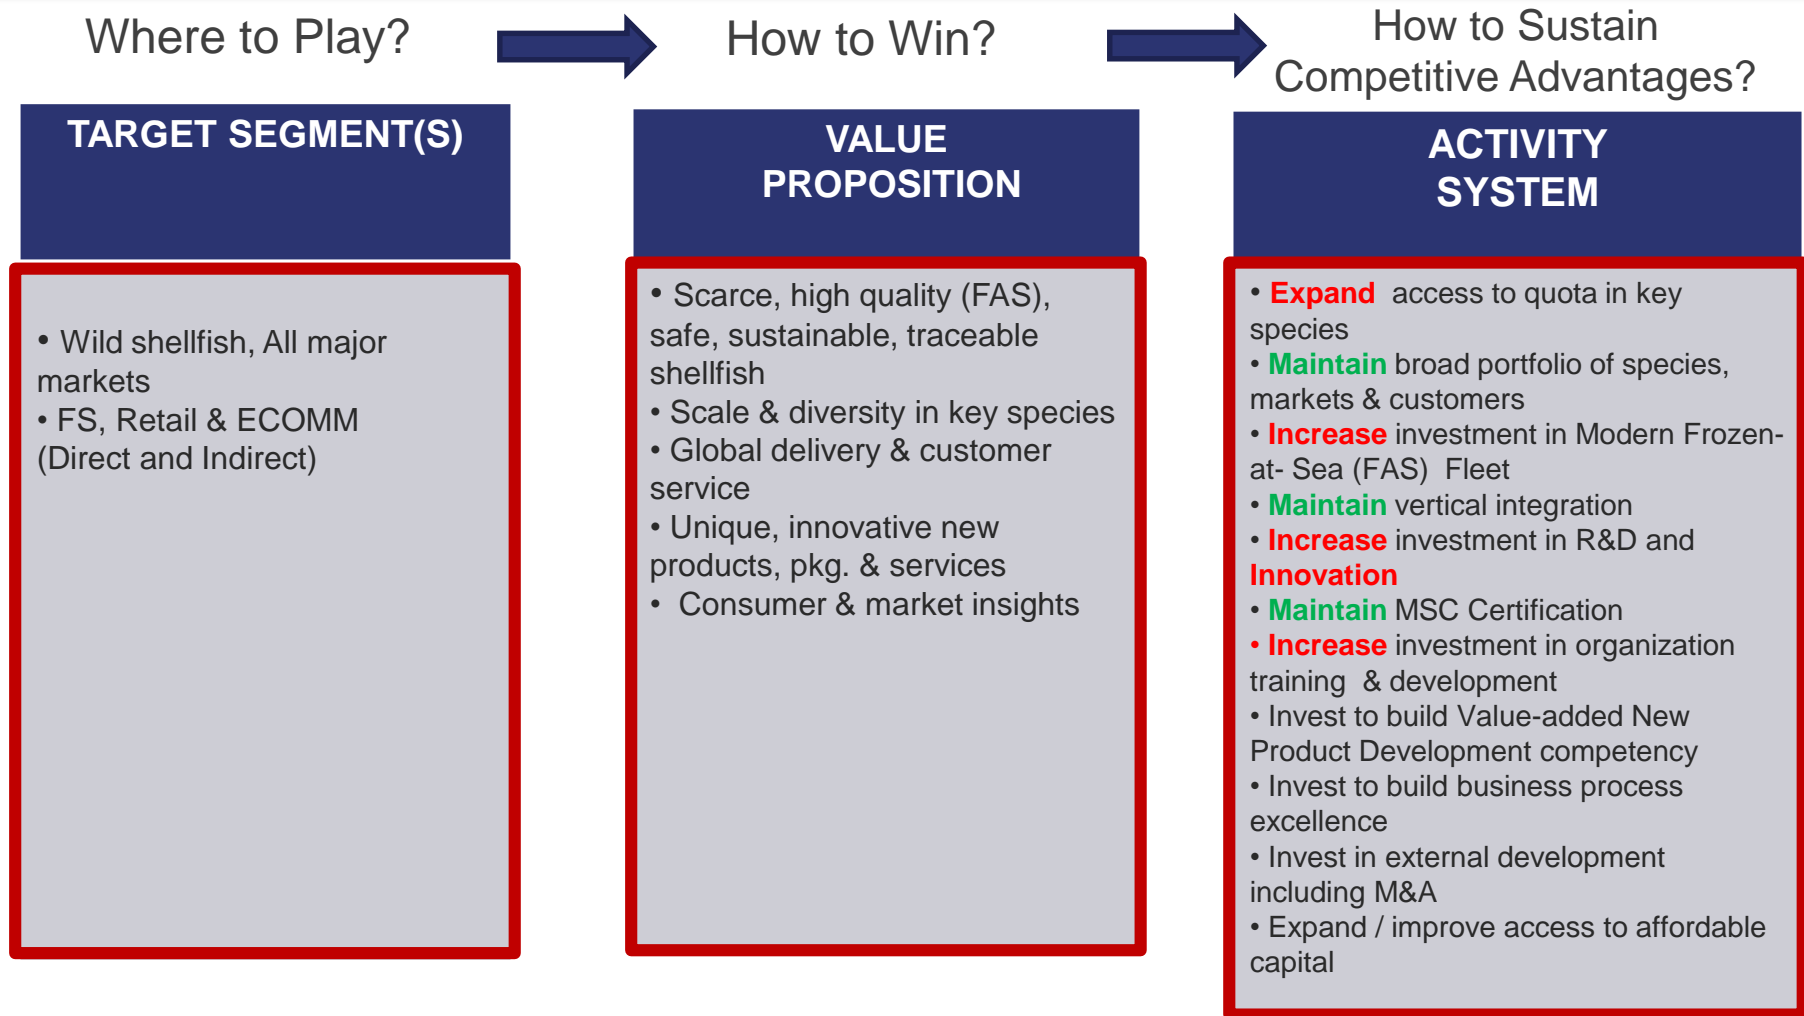 Where to Play?
How to Win?
How to Sustain
Competitive Advantages?
TARGET SEGMENT(S)
• Wild shellfish, All major
markets
• FS, Retail & ECOMM
(Direct and Indirect)
VALUE
PROPOSITION
• Scarce, high quality (FAS),
safe, sustainable, traceable
shellfish
• Scale & diversity in key species
• Global delivery & customer
service
• Unique, innovative new
products, pkg. & services
• Consumer & market insights
ACTIVITY
SYSTEM
• Expand access to quota in key
species
• Maintain broad portfolio of species,
markets & customers
• Increase investment in Modern Frozen-
at- Sea (FAS) Fleet
• Maintain vertical integration
• Increase investment in R&D and
Innovation
• Maintain MSC Certification
• Increase investment in organization
training & development
• Invest to build Value-added New
Product Development competency
• Invest to build business process
excellence
• Invest in external development
including M&A
• Expand / improve access to affordable
capital